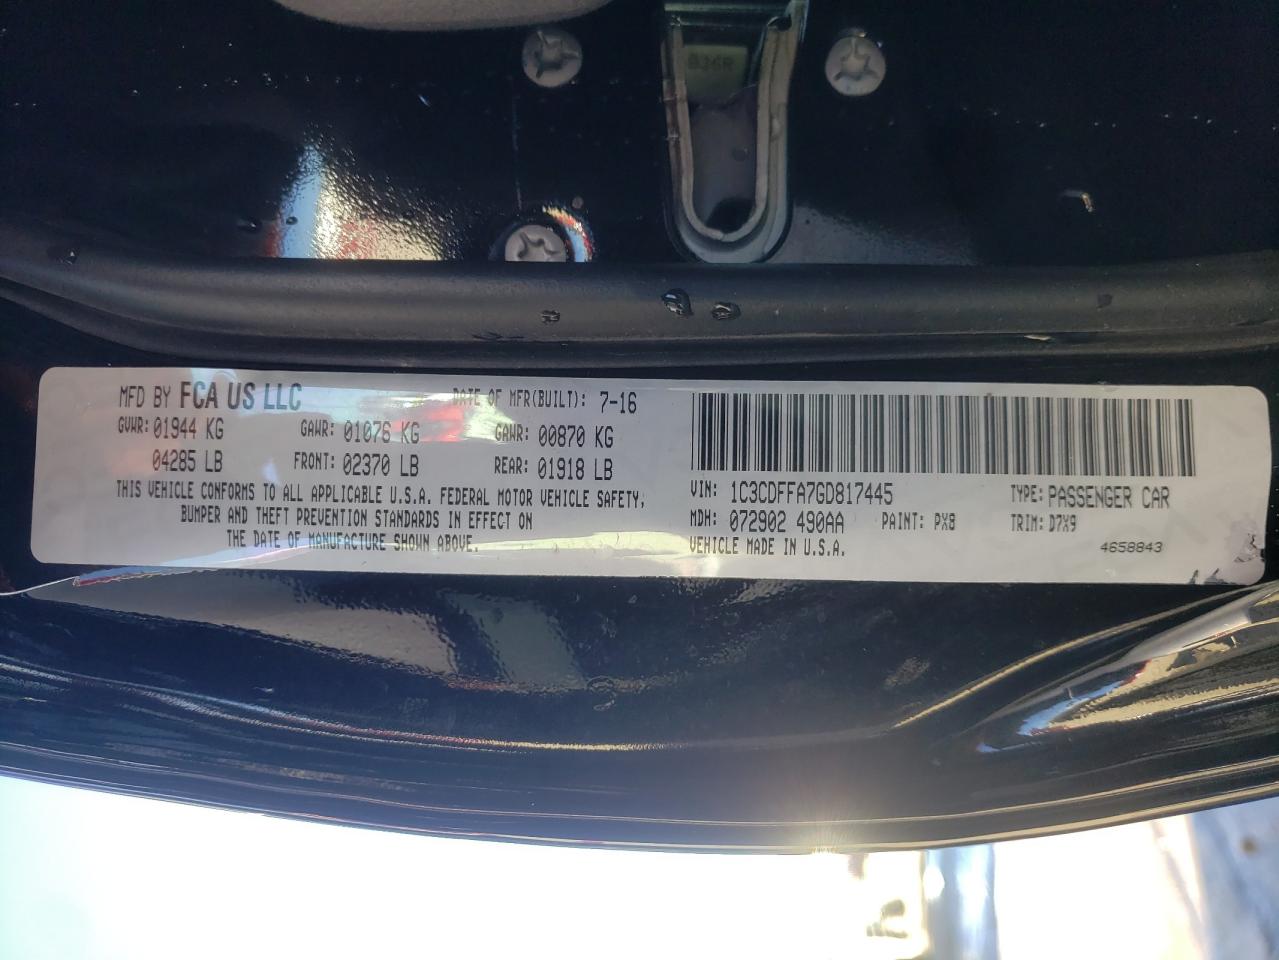 MFD BY FCA US LLC DATE OF MFR(BUILT): 7-16
GVWR: 01944 KG GAWR: 01076 KG GAWR: 00870 KG
04285 LB FRONT: 02370 LB REAR: 01918 LB
THIS VEHICLE CONFORMS TO ALL APPLICABLE U.S.A. FEDERAL MOTOR VEHICLE SAFETY,
BUMPER AND THEFT PREVENTION STANDARDS IN EFFECT ON
THE DATE OF MANUFACTURE SHOWN ABOVE.
VIN: 1C3CDFFA7GD817445 TYPE: PASSENGER CAR
MDH: 072902 490AA PAINT: PX8 TRIM: D7X9
VEHICLE MADE IN U.S.A. 4658843